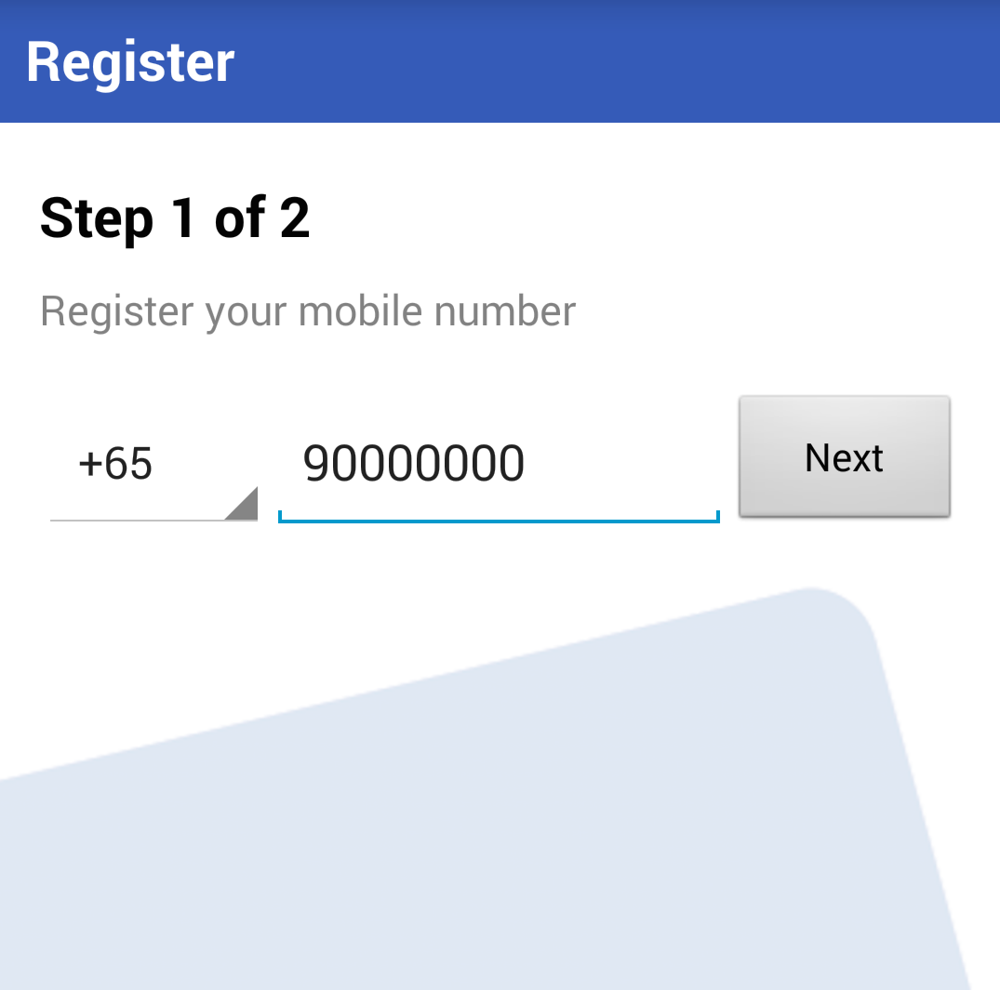 Register
Step 1 of 2
Register your mobile number
+65 90000000 Next